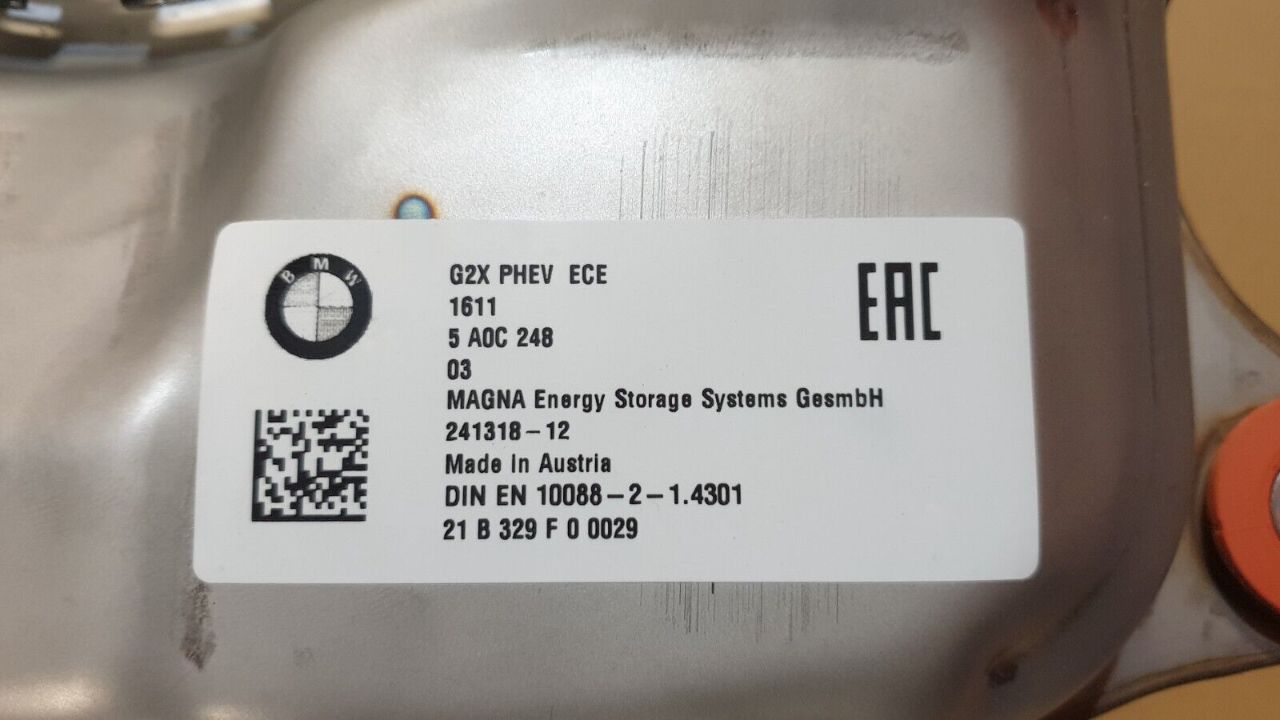 BMW
G2X PHEV ECE
EAC
1611
5 A0C 248
03
MAGNA Energy Storage Systems GesmbH
241318-12
Made In Austria
DIN EN 10088-2-1.4301
21 B 329 F 0 0029